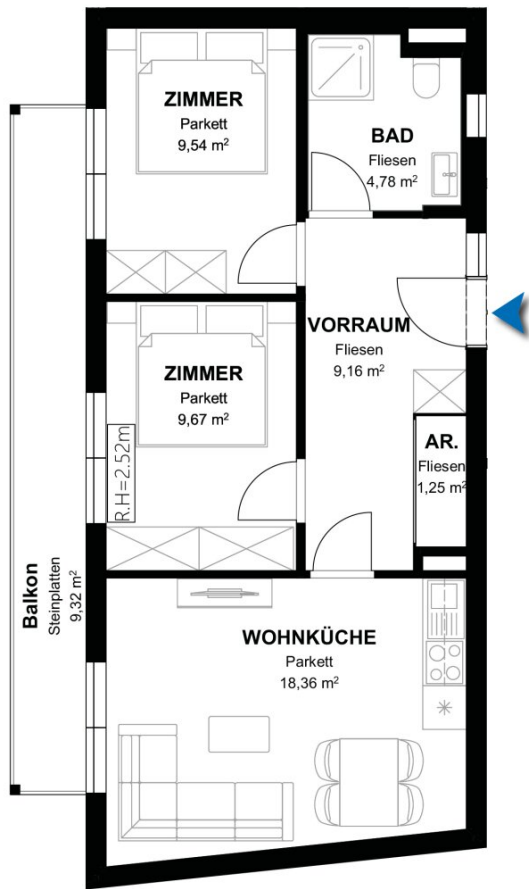 ZIMMER
Parkett
9,54 m²
BAD
Fliesen
4,78 m²
VORRAUM
Fliesen
9,16 m²
ZIMMER
Parkett
9,67 m²
R.H=2.52m
AR.
Fliesen
1,25 m²
Balkon
Steinplatten
9,32 m²
WOHNKÜCHE
Parkett
18,36 m²